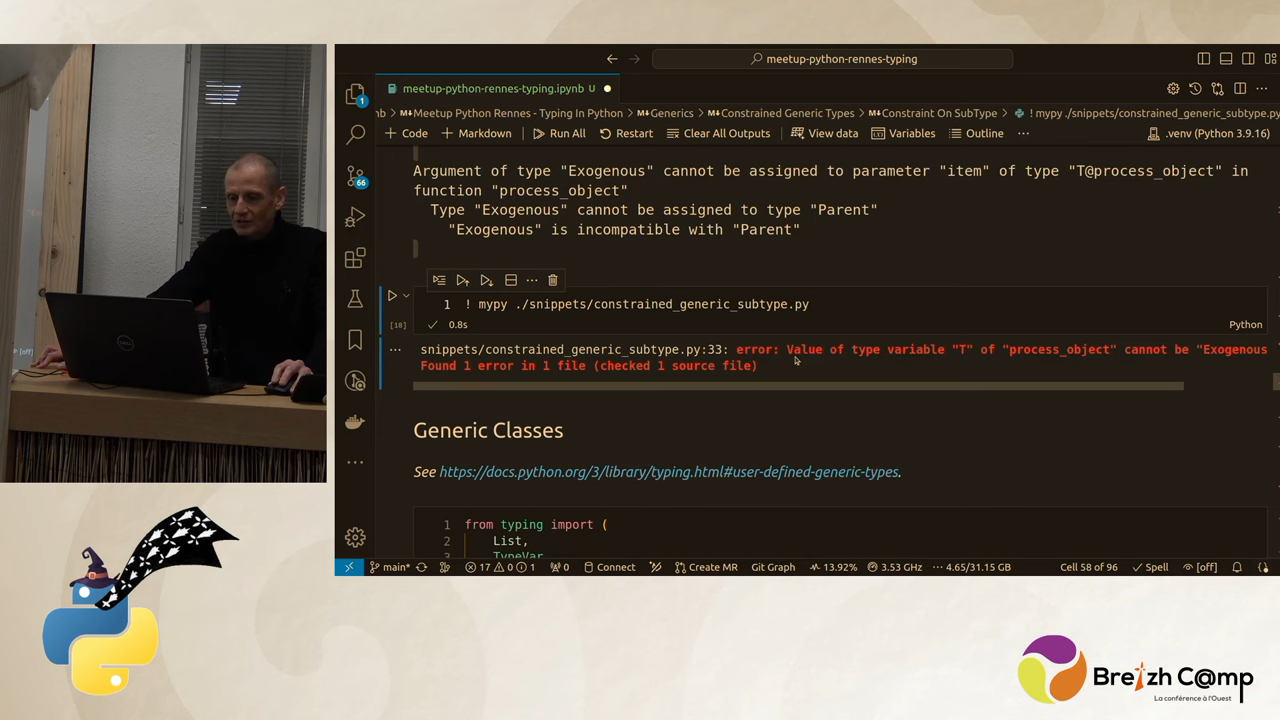 meetup-python-rennes-typing
meetup-python-rennes-typing.ipynb U
nb > Meetup Python Rennes - Typing In Python > Generics > Constrained Generic Types > Constraint On SubType > ! mypy ./snippets/constrained_generic_subtype.py
+ Code + Markdown Run All Restart Clear All Outputs View data Variables Outline ... .venv (Python 3.9.16)
Argument of type "Exogenous" cannot be assigned to parameter "item" of type "T@process_object" in
function "process_object"
Type "Exogenous" cannot be assigned to type "Parent"
"Exogenous" is incompatible with "Parent"
1 ! mypy ./snippets/constrained_generic_subtype.py
[18] 0.8s Python
snippets/constrained_generic_subtype.py:33: error: Value of type variable "T" of "process_object" cannot be "Exogenous
Found 1 error in 1 file (checked 1 source file)
Generic Classes
See https://docs.python.org/3/library/typing.html#user-defined-generic-types.
1 from typing import (
2 List,
3 TypeVar
main* 17 0 1 0 Connect Create MR Git Graph 13.92% 3.53 GHz 4.65/31.15 GB Cell 58 of 96 Spell [off]
1
66
DELL
Breizh C@mp
La conférence à l'Ouest